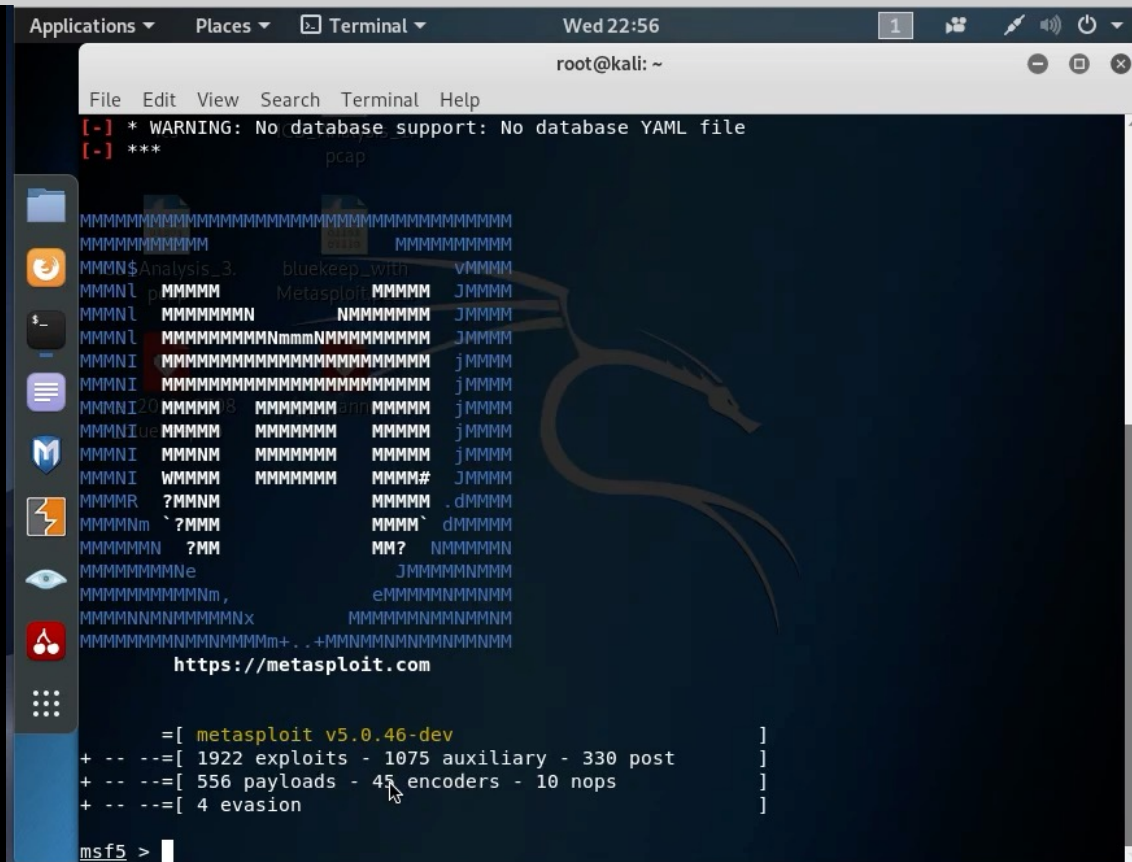 Applications Places Terminal Wed 22:56 1
root@kali: ~
File Edit View Search Terminal Help
[-] * WARNING: No database support: No database YAML file
[-] ***
pcap
Analysis_3. bluekeep_with
MMMMMMMMMMMMMMMMMMMMMMMMMMMMMMMMMMMMM
MMMMMMMMMMM                MMMMMMMMMM
MMMN$                           vMMMM
MMMNl  MMMMM             MMMMM  JMMMM
MMMNl  MMMMMMMN       NMMMMMMM  JMMMM
MMMNl  MMMMMMMMMNmmmNMMMMMMMMM  JMMMM
MMMNI  MMMMMMMMMMMMMMMMMMMMMMM  jMMMM
MMMNI  MMMMMMMMMMMMMMMMMMMMMMM  jMMMM
MMMNI  MMMMM   MMMMMMM   MMMMM  jMMMM
MMMNI  MMMMM   MMMMMMM   MMMMM  jMMMM
MMMNI  MMMNM   MMMMMMM   MMMMM  jMMMM
MMMNI  WMMMM   MMMMMMM   MMMM#  JMMMM
MMMMR  ?MMNM             MMMMM .dMMMM
MMMMNm `?MMM             MMMM` dMMMMM
MMMMMMN  ?MM             MM?  NMMMMMN
MMMMMMMMNe                 JMMMMMNMMM
MMMMMMMMMMNm,            eMMMMMNMMNMM
MMMMNNMNMMMMMNx        MMMMMMNMMNMMNM
MMMMMMMMNMMNMMMMm+..+MMNMMNMNMMNMMNMM
https://metasploit.com
=[ metasploit v5.0.46-dev ]
+ -- --=[ 1922 exploits - 1075 auxiliary - 330 post ]
+ -- --=[ 556 payloads - 45 encoders - 10 nops ]
+ -- --=[ 4 evasion ]
msf5 >